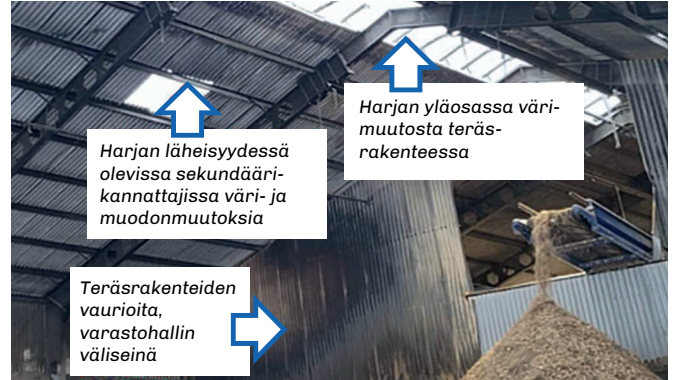 Harjan yläosassa väri-
muutosta teräs-
rakenteessa
Harjan läheisyydessä
olevissa sekundääri-
kannattajissa väri- ja
muodonmuutoksia
Teräsrakenteiden
vaurioita,
varastohallin
väliseinä